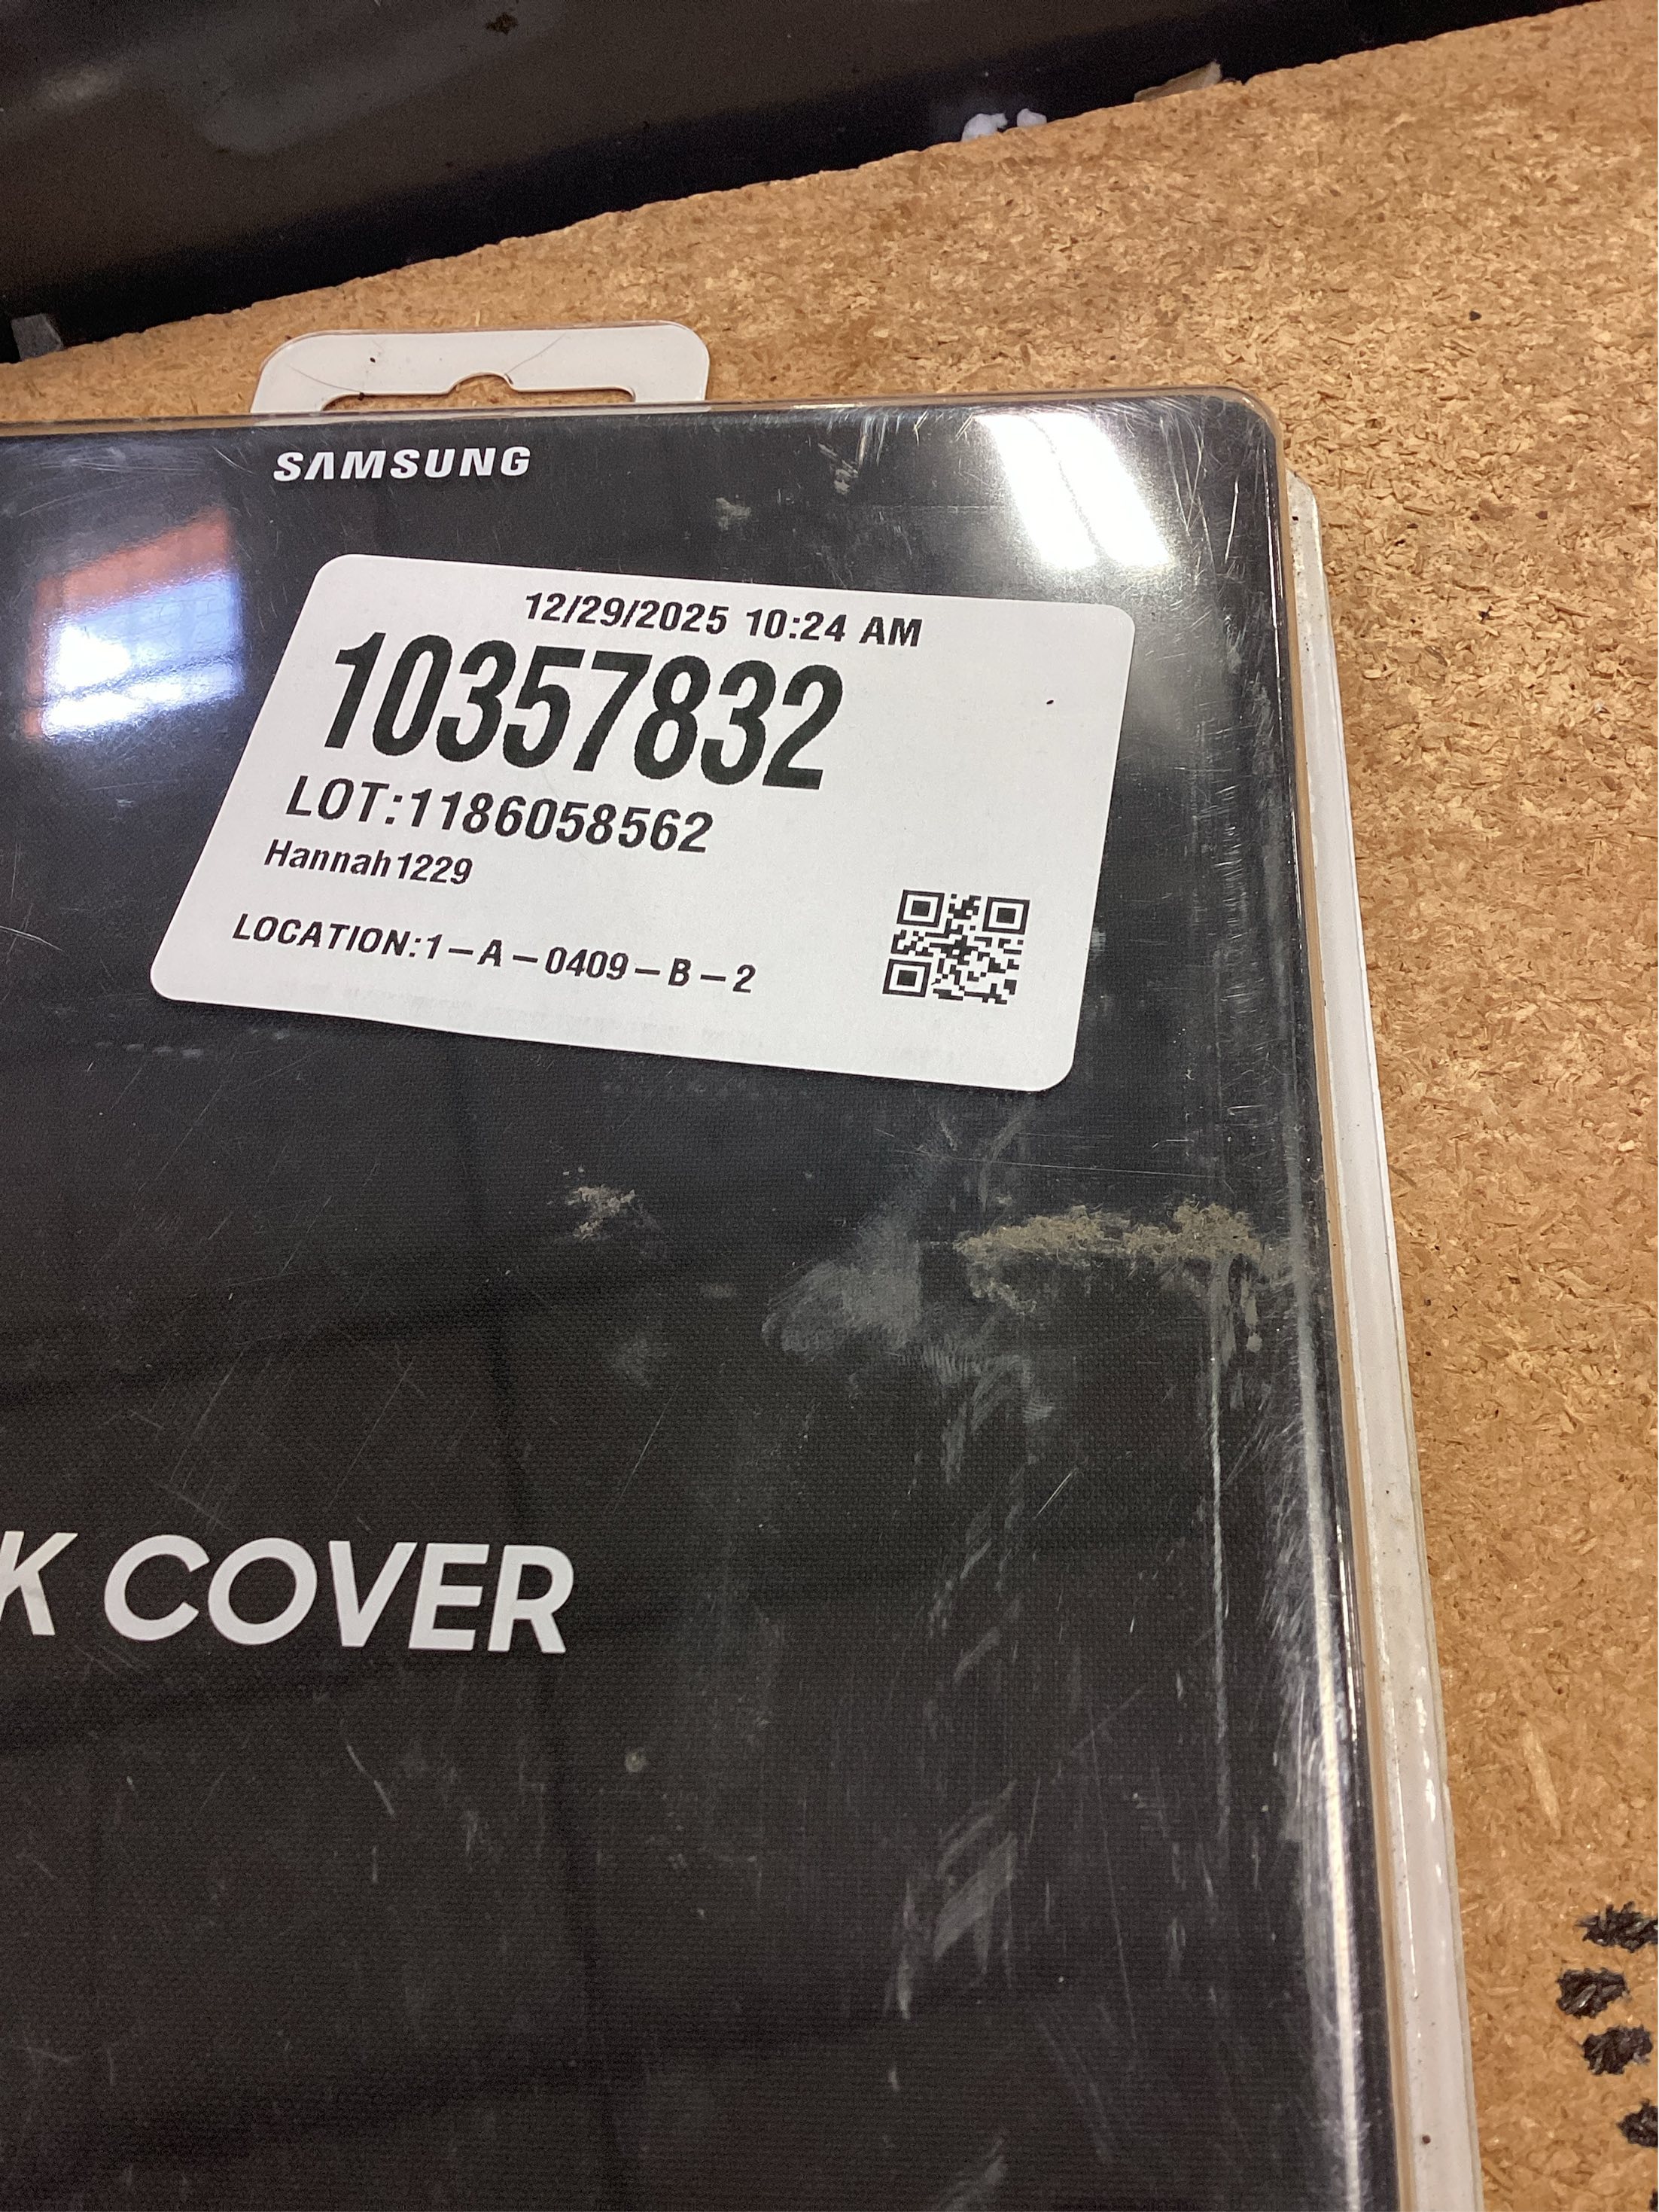 SAMSUNG
12/29/2025 10:24 AM
10357832
LOT:1186058562
Hannah1229
LOCATION:1-A-0409-B-2
K COVER